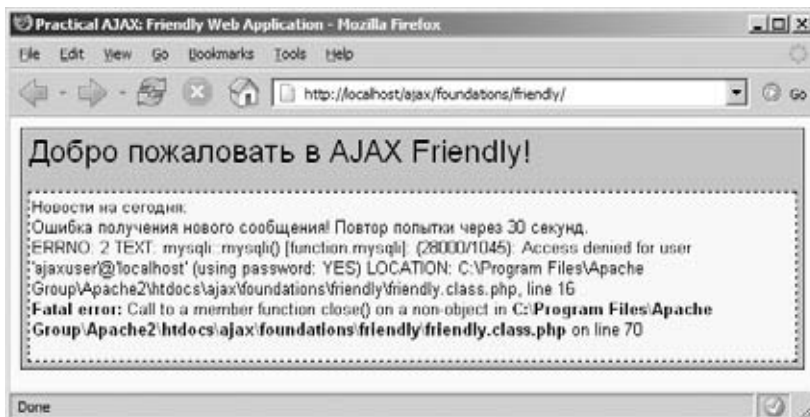 Practical AJAX: Friendly Web Application - Mozilla Firefox
File Edit View Go Bookmarks Tools Help
http://localhost/ajax/foundations/friendly/ Go
Добро пожаловать в AJAX Friendly!
Новости на сегодня:
Ошибка получения нового сообщения! Повтор попытки через 30 секунд.
ERRNO: 2 TEXT: mysqli::mysqli() [function.mysqli]: (28000/1045): Access denied for user
'ajaxuser'@'localhost' (using password: YES) LOCATION: C:\Program Files\Apache
Group\Apache2\htdocs\ajax\foundations\friendly\friendly.class.php, line 16
Fatal error: Call to a member function close() on a non-object in C:\Program Files\Apache
Group\Apache2\htdocs\ajax\foundations\friendly\friendly.class.php on line 70
Done